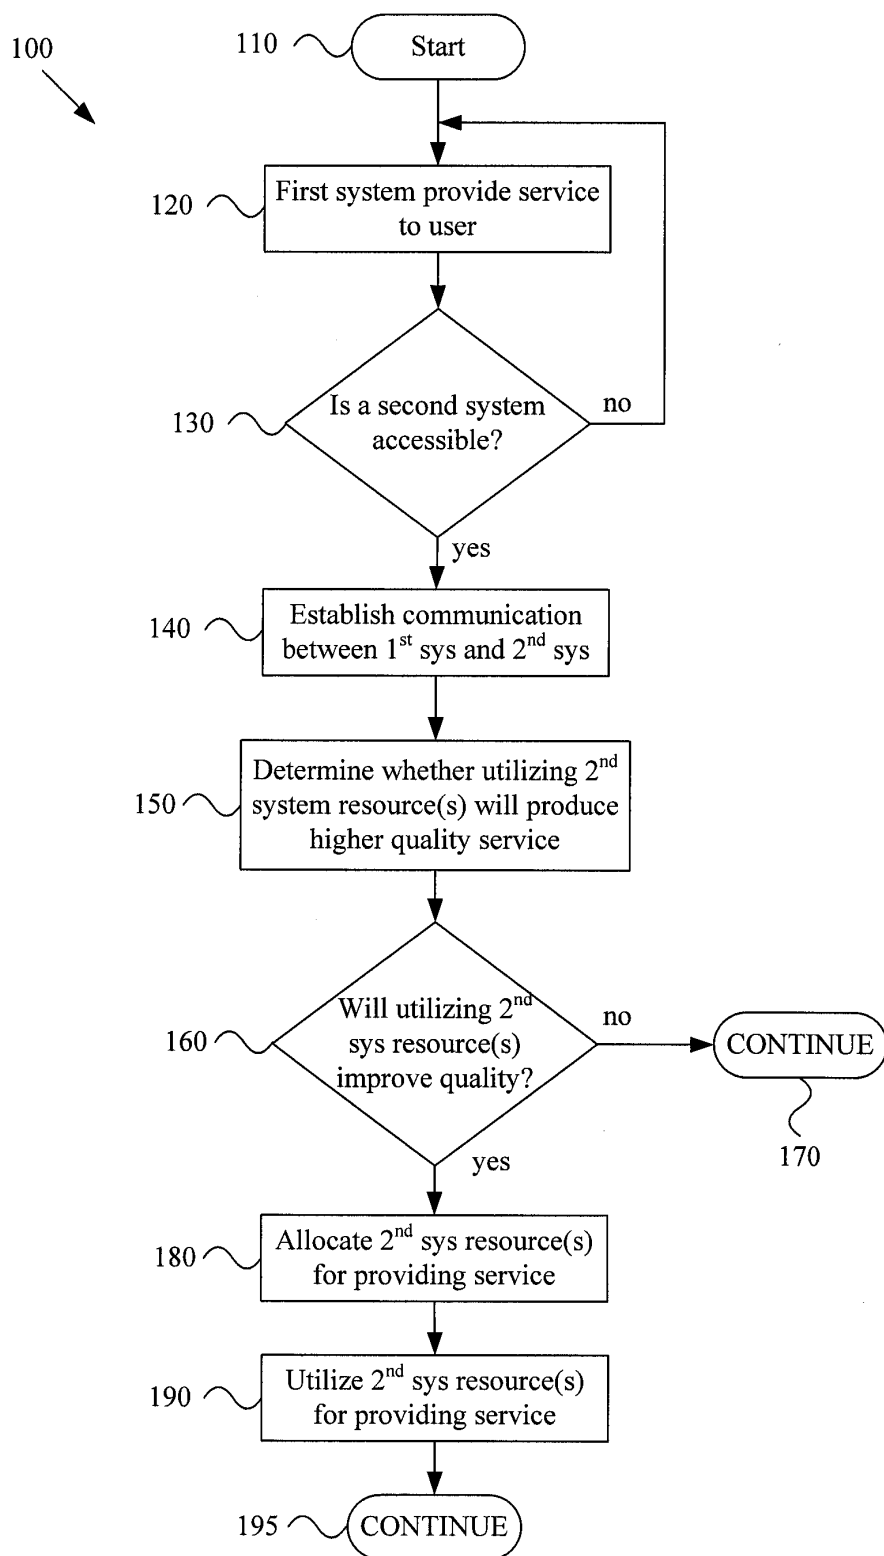 100
110
Start
120
First system provide service
to user
130
Is a second system
accessible?
no
yes
140
Establish communication
between 1st sys and 2nd sys
150
Determine whether utilizing 2nd
system resource(s) will produce
higher quality service
160
Will utilizing 2nd
sys resource(s)
improve quality?
no
CONTINUE
170
yes
180
Allocate 2nd sys resource(s)
for providing service
190
Utilize 2nd sys resource(s)
for providing service
195
CONTINUE